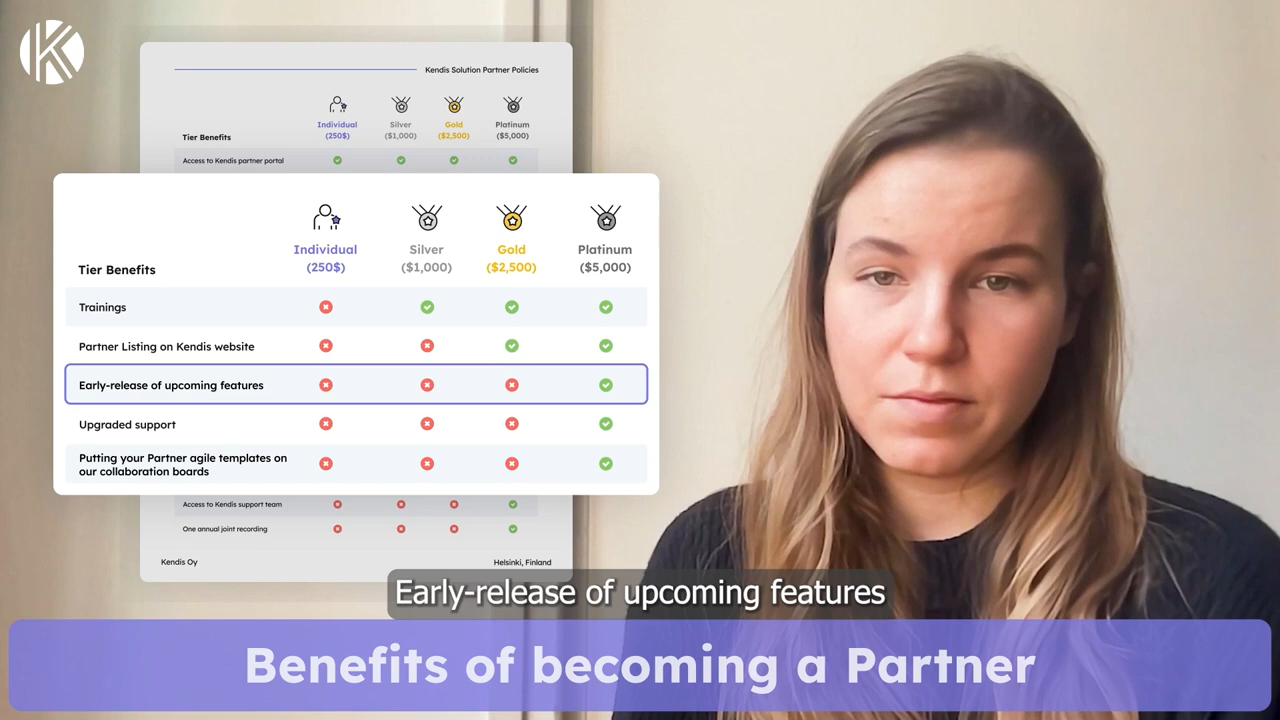 Kendis Solution Partner Policies
Individual Silver Gold Platinum
(250$) ($1,000) ($2,500) ($5,000)
Tier Benefits
Access to Kendis partner portal
Individual Silver Gold Platinum
(250$) ($1,000) ($2,500) ($5,000)
Tier Benefits
Trainings
Partner Listing on Kendis website
Early-release of upcoming features
Upgraded support
Putting your Partner agile templates on
our collaboration boards
Access to Kendis support team
One annual joint recording
Kendis Oy Helsinki, Finland
Early-release of upcoming features
Benefits of becoming a Partner